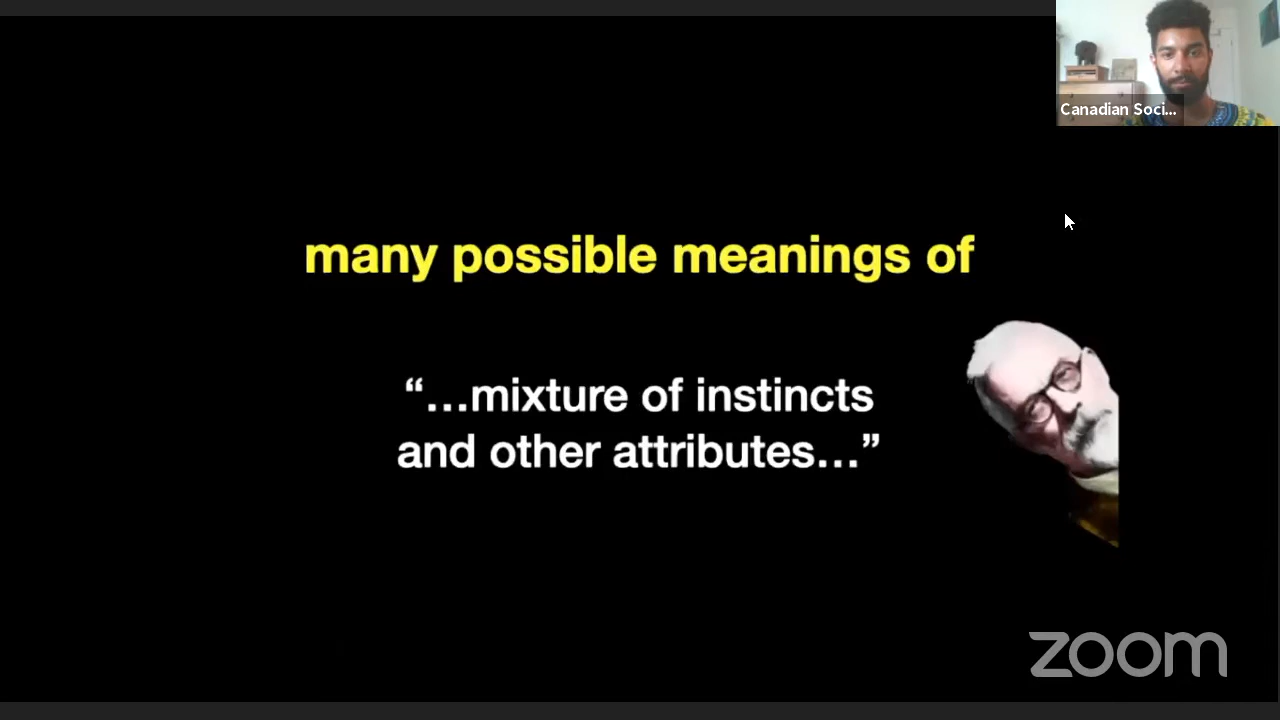 Canadian Soci...
many possible meanings of
“...mixture of instincts
and other attributes...”
zoom